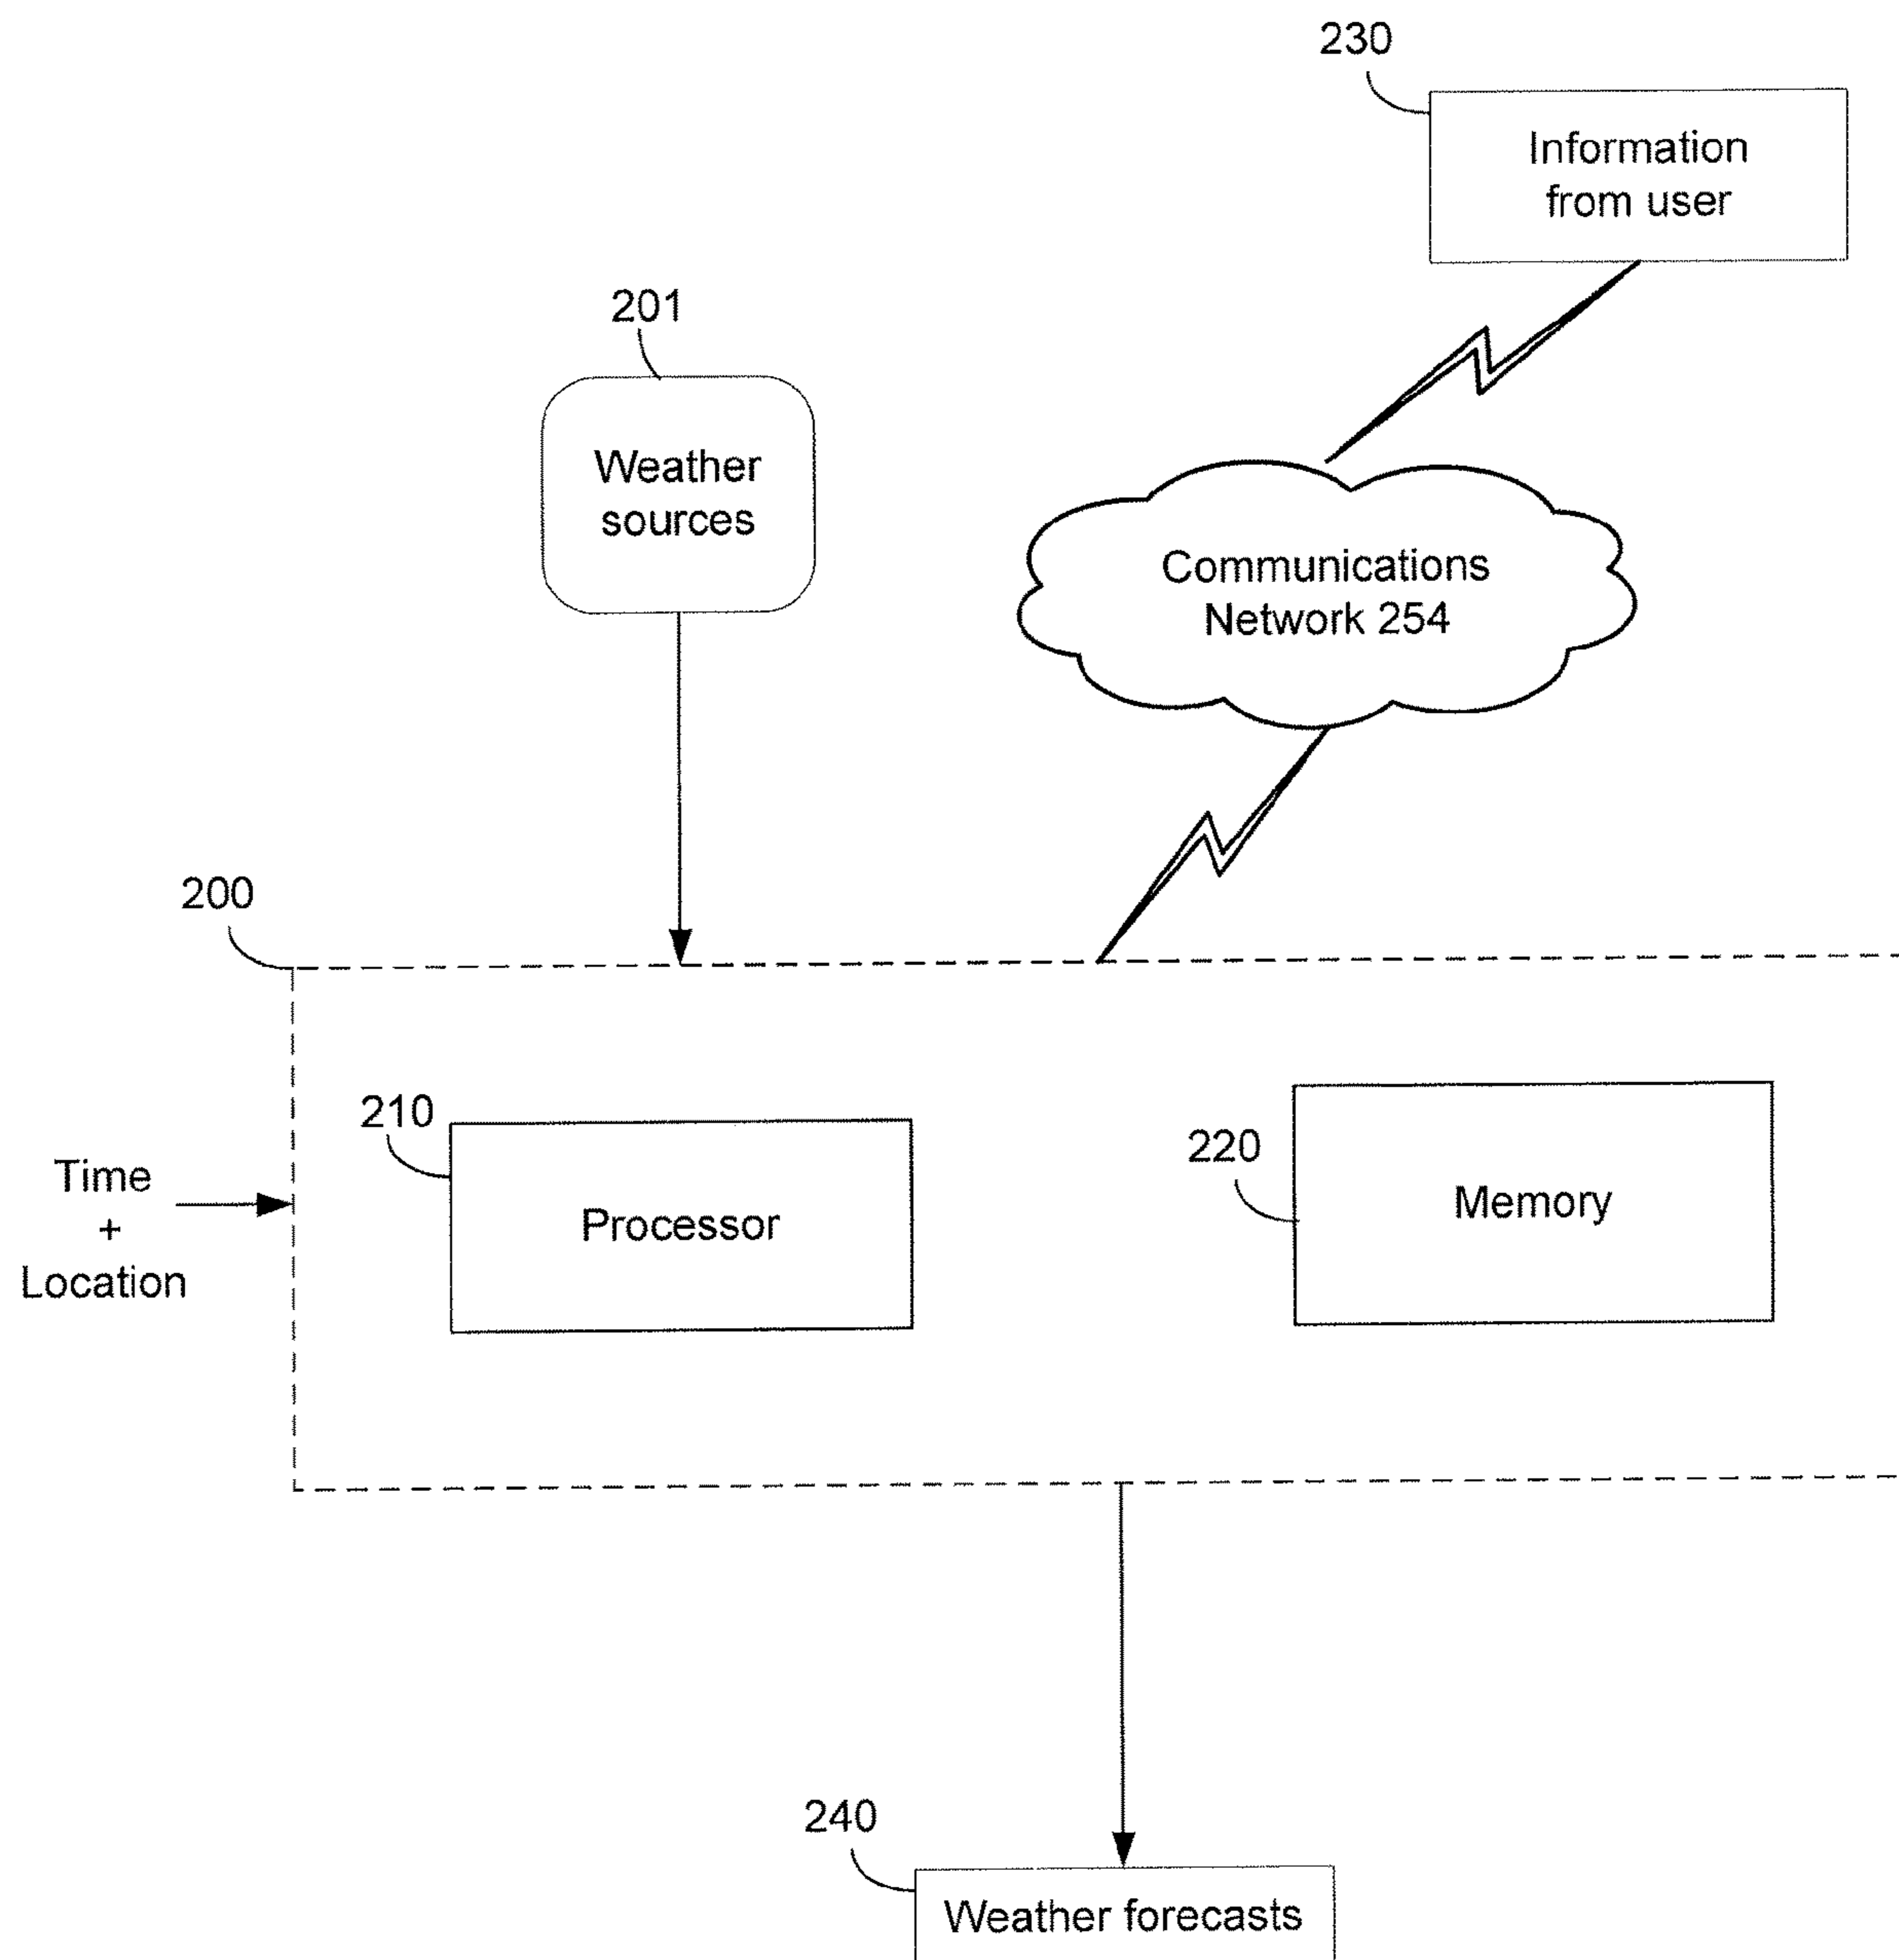 230
Information
from user
201
Weather
sources
Communications
Network 254
200
210
Processor
220
Memory
Time
+
Location
240
Weather forecasts